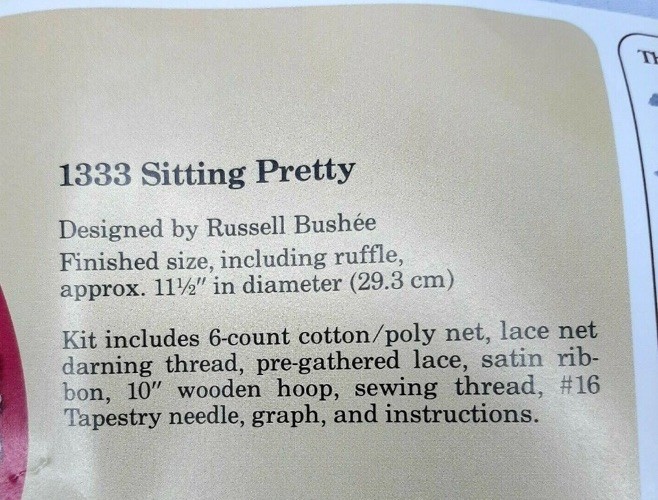 1333 Sitting Pretty
Designed by Russell Bushée
Finished size, including ruffle,
approx. 11½" in diameter (29.3 cm)
Kit includes 6-count cotton/poly net, lace net
darning thread, pre-gathered lace, satin rib-
bon, 10" wooden hoop, sewing thread, #16
Tapestry needle, graph, and instructions.